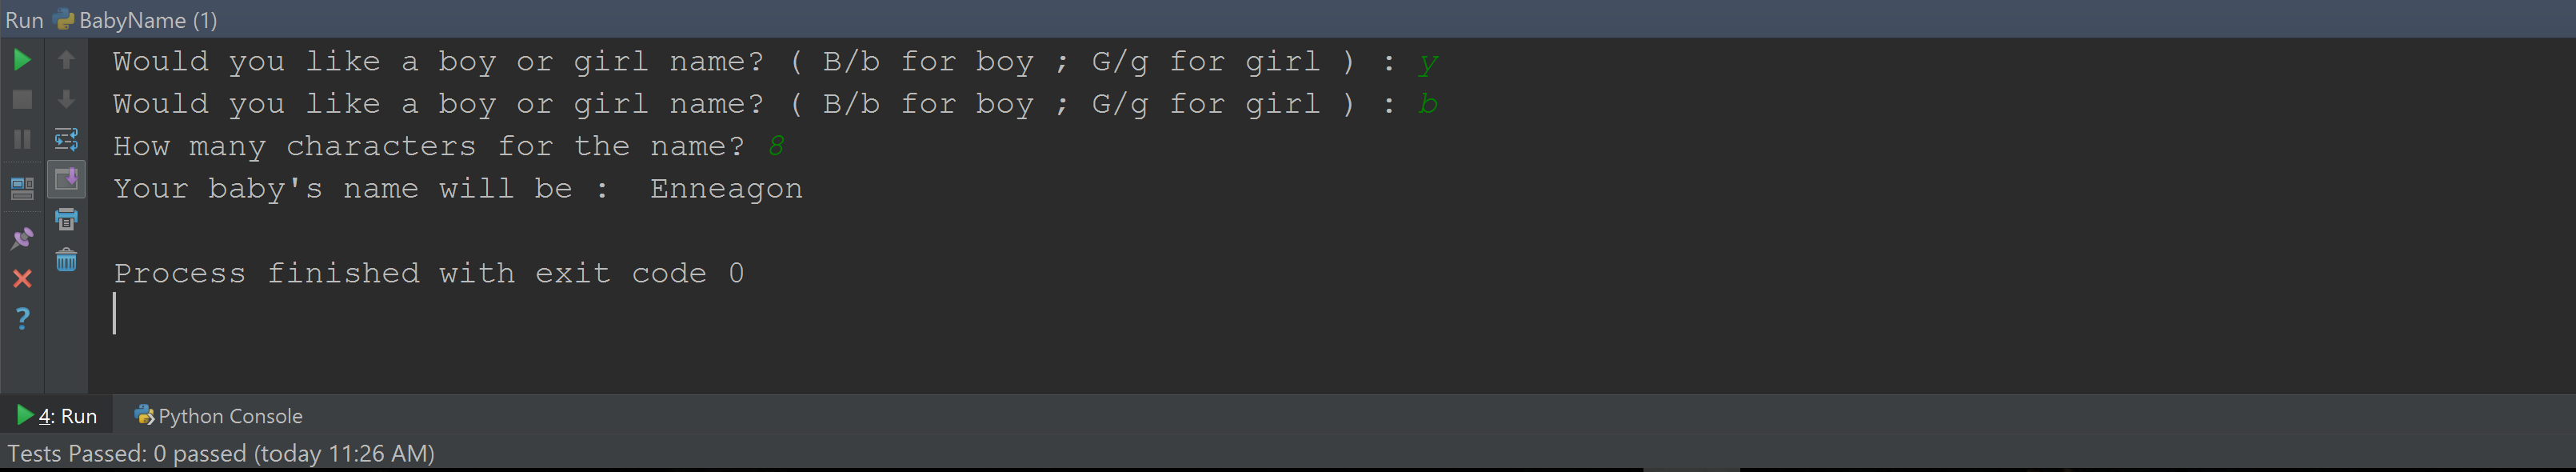 Run BabyName (1)
Would you like a boy or girl name? ( B/b for boy ; G/g for girl ) : y
Would you like a boy or girl name? ( B/b for boy ; G/g for girl ) : b
How many characters for the name? 8
Your baby's name will be :  Enneagon
Process finished with exit code 0
?
4: Run Python Console
Tests Passed: 0 passed (today 11:26 AM)